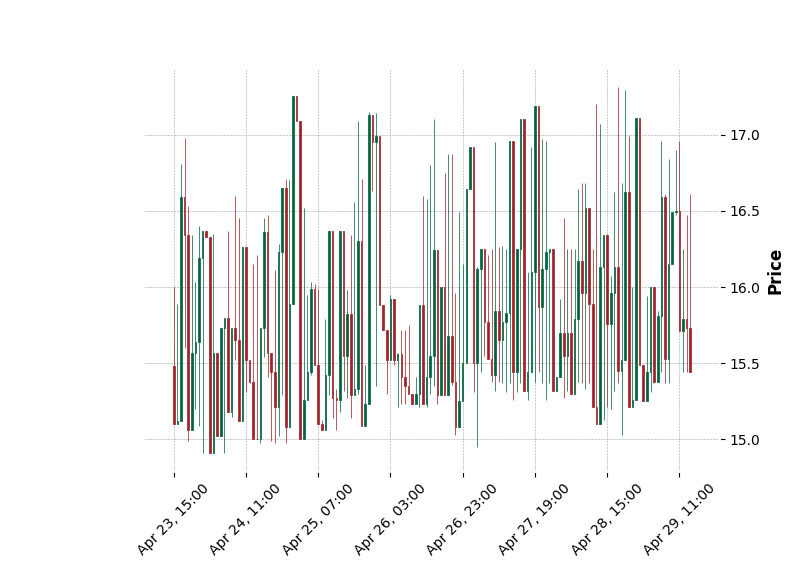 17.0
16.5
16.0
15.5
15.0
Price
Apr 23, 15:00
Apr 24, 11:00
Apr 25, 07:00
Apr 26, 03:00
Apr 26, 23:00
Apr 27, 19:00
Apr 28, 15:00
Apr 29, 11:00